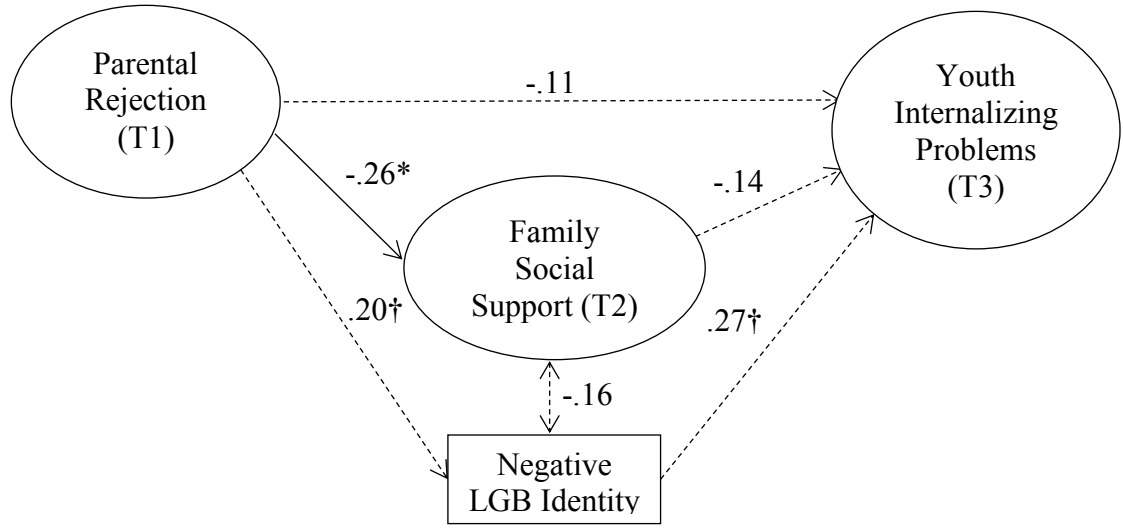 Parental
Rejection
(T1)
-.11
Youth
Internalizing
Problems
(T3)
-.26*
-.14
Family
Social
Support (T2)
.20†
.27†
-.16
Negative
LGB Identity